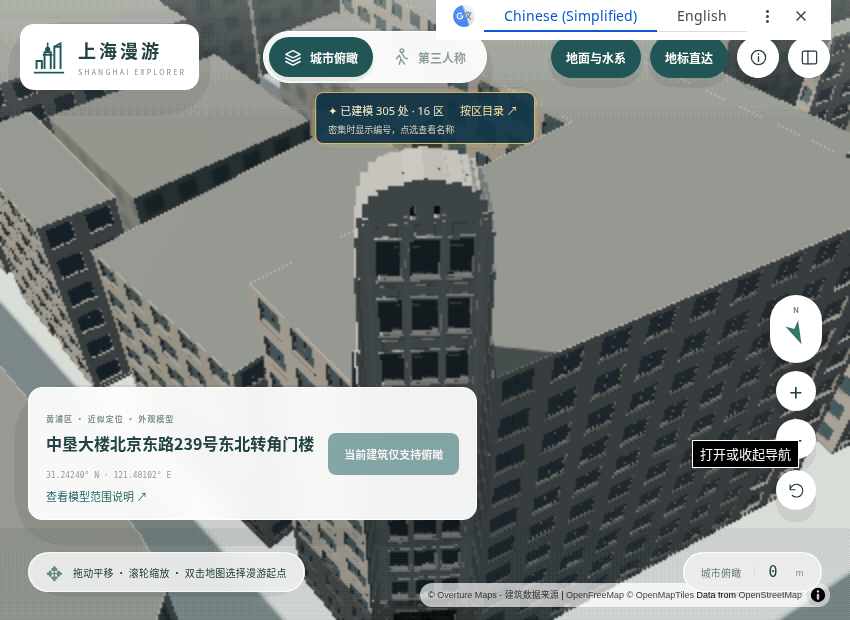 Chinese (Simplified)
English
上海漫游
SHANGHAI EXPLORER
城市俯瞰
第三人称
地面与水系
地标直达
✦ 已建模 305 处 · 16 区 按区目录 ↗
密集时显示编号，点选查看名称
N
黄浦区 · 近似定位 · 外观模型
中垦大楼北京东路239号东北转角门楼
当前建筑仅支持俯瞰
31.24240° N · 121.48102° E
查看模型范围说明 ↗
打开或收起导航
拖动平移 · 滚轮缩放 · 双击地图选择漫游起点
城市俯瞰 0 m
© Overture Maps · 建筑数据来源 | OpenFreeMap © OpenMapTiles Data from OpenStreetMap